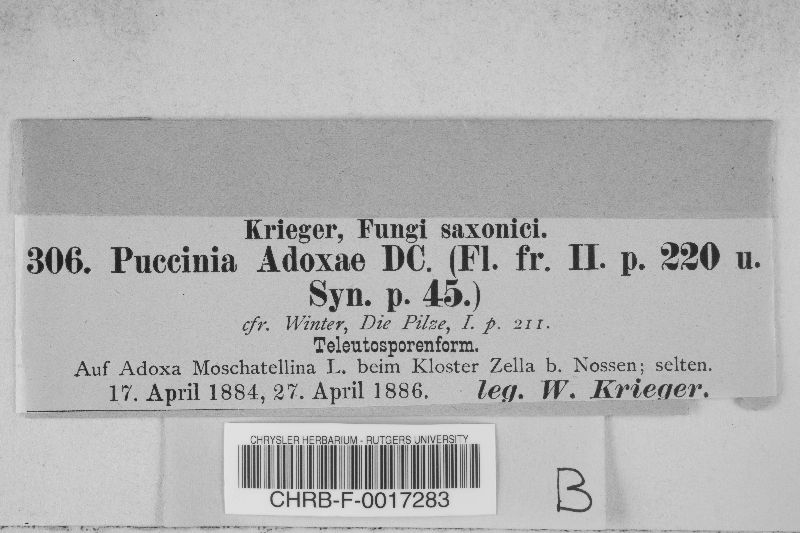 Krieger, Fungi saxonici.
306. Puccinia Adoxae DC. (Fl. fr. II. p. 220 u.
Syn. p. 45.)
cfr. Winter, Die Pilze, I. p. 211.
Teleutosporenform.
Auf Adoxa Moschatellina L. beim Kloster Zella b. Nossen; selten.
17. April 1884, 27. April 1886. leg. W. Krieger.
CHRYSLER HERBARIUM - RUTGERS UNIVERSITY
CHRB-F-0017283
B